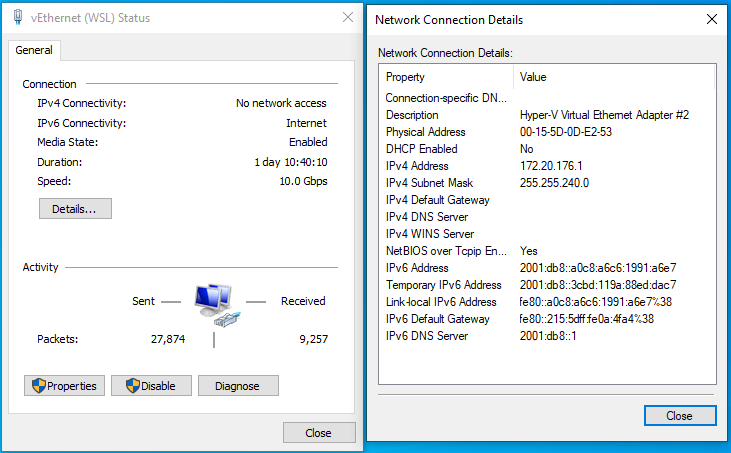 vEthernet (WSL) Status
General
Connection
IPv4 Connectivity: No network access
IPv6 Connectivity: Internet
Media State: Enabled
Duration: 1 day 10:40:10
Speed: 10.0 Gbps
Details...
Activity
Sent Received
Packets: 27,874 9,257
Properties Disable Diagnose
Close
Network Connection Details
Network Connection Details:
Property Value
Connection-specific DN...
Description Hyper-V Virtual Ethernet Adapter #2
Physical Address 00-15-5D-0D-E2-53
DHCP Enabled No
IPv4 Address 172.20.176.1
IPv4 Subnet Mask 255.255.240.0
IPv4 Default Gateway
IPv4 DNS Server
IPv4 WINS Server
NetBIOS over Tcpip En... Yes
IPv6 Address 2001:db8::a0c8:a6c6:1991:a6e7
Temporary IPv6 Address 2001:db8::3cbd:119a:88ed:dac7
Link-local IPv6 Address fe80::a0c8:a6c6:1991:a6e7%38
IPv6 Default Gateway fe80::215:5dff:fe0a:4fa4%38
IPv6 DNS Server 2001:db8::1
Close